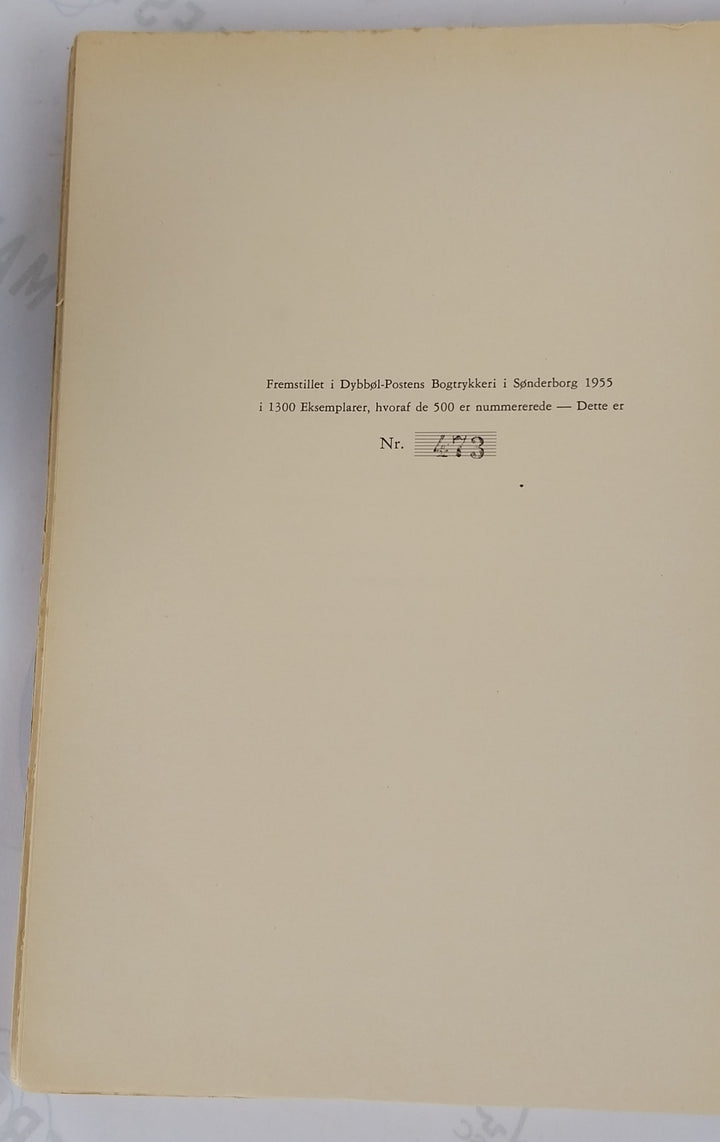 Fremstillet i Dybbøl-Postens Bogtrykkeri i Sønderborg 1955
i 1300 Eksemplarer, hvoraf de 500 er nummererede — Dette er
Nr. 473